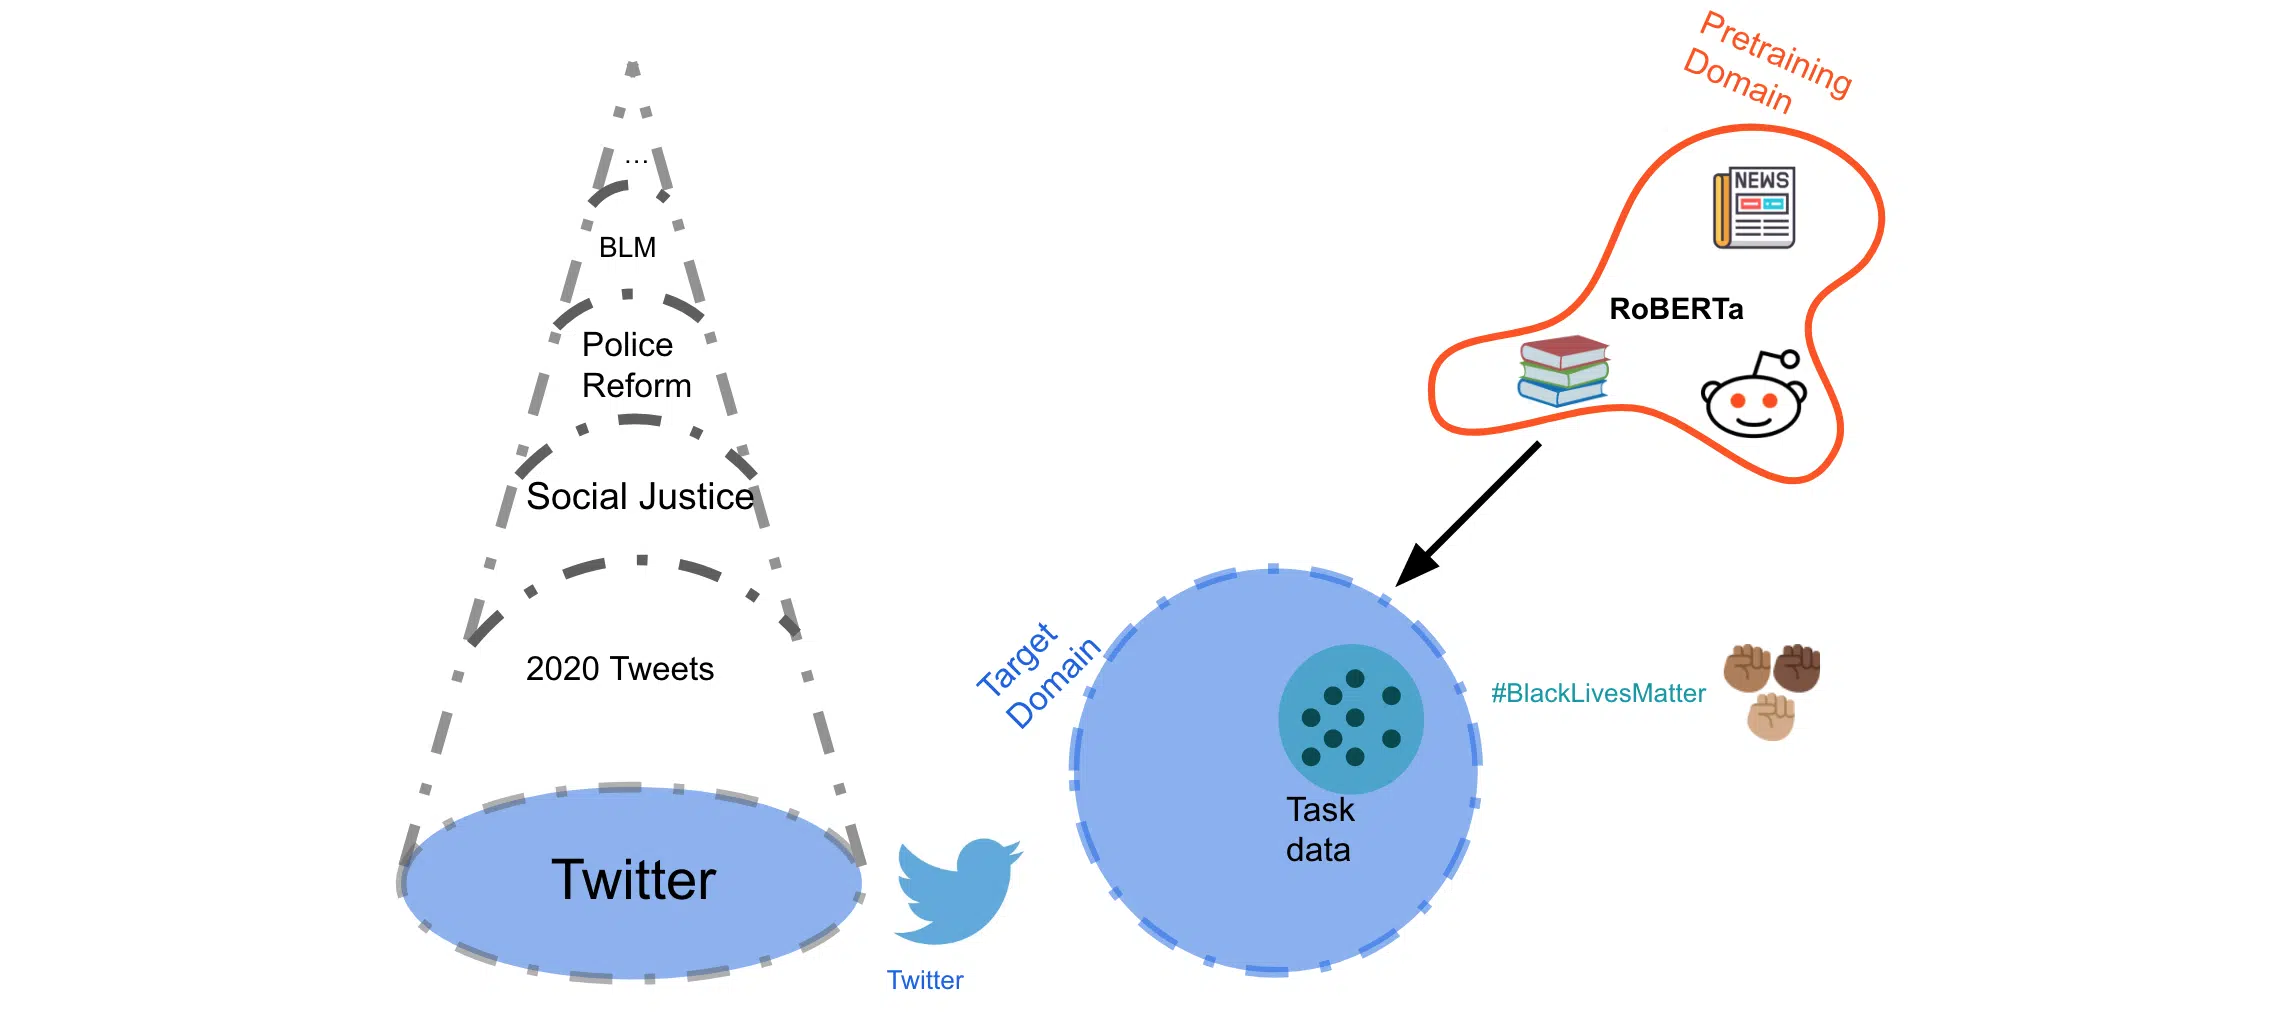 ...
BLM
Police
Reform
Social Justice
2020 Tweets
Twitter
Twitter
Pretraining
Domain
NEWS
RoBERTa
Target
Domain
Task
data
#BlackLivesMatter